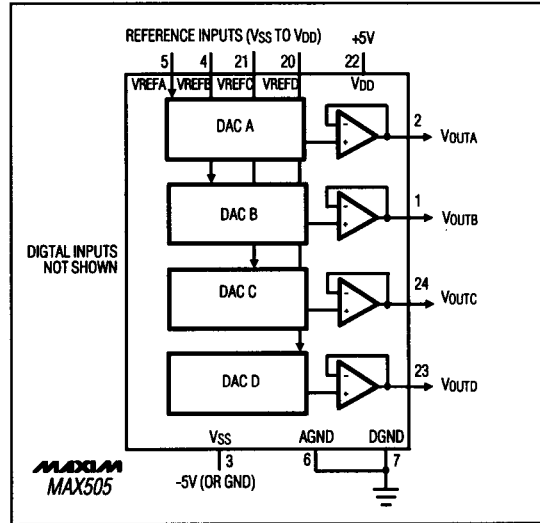 REFERENCE INPUTS (VSS TO VDD) +5V
5 4 21 20 22
VREFA VREFB VREFC VREFD VDD
DAC A
2
VOUTA
DAC B
1
VOUTB
DIGTAL INPUTS
NOT SHOWN
DAC C
24
VOUTC
DAC D
23
VOUTD
VSS AGND DGND
3 6 7
-5V (OR GND)
MAXIM
MAX505
- +
- +
- +
- +